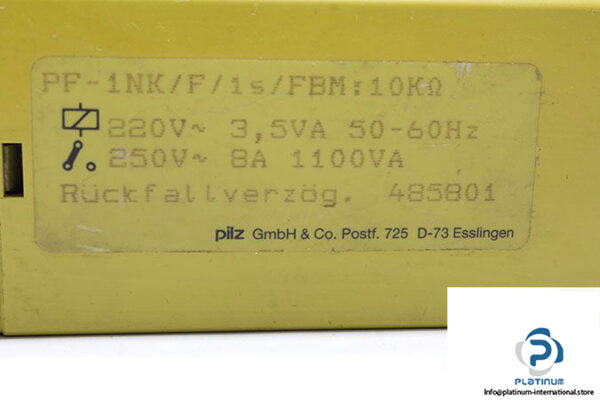 PF-1NK/F/1s/FBM:10KΩ
220V~ 3,5VA 50-60Hz
250V~ 8A 1100VA
Rückfallverzög. 485801
pilz GmbH & Co. Postf. 725 D-73 Esslingen
PLATINUM
Info@platinum-international.store